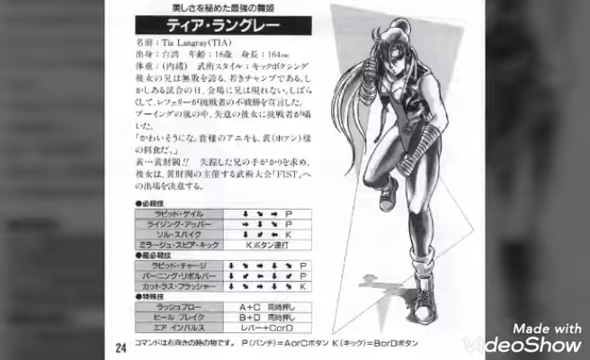 美しさを秘めた最強の舞姫
ティア・ラングレー
名前：Tia Langray(TIA)
出身：台湾 年齢：18歳 身長：164cm
体重：(内緒) 武術スタイル：キックボクシング
彼女の兄は無敗を誇る、若きチャンプである。し
かしある試合の日、会場に兄は現れない。しばら
くして、レフェリーが挑戦者の不戦勝を宣言した。
ブーイングの嵐の中、失意の彼女に挑戦者が囁
いた。
「かわいそうにな。貴様のアニキも、黄(ホァン)様
の餌食だ。」
黄…黄財閥!! 失踪した兄の手がかりを求め、
彼女は、黄財閥の主催する武術大会「FIST」へ
の出場を決意する。
●必殺技
ラピッド・ゲイル ↓ ↘ → P
ライジング・アッパー → ↓ ↘ P
ソル・スパイク ↓ ↙ ← K
ミラージュ・スピア・キック Kボタン連打
●超必殺技
ラピッド・チャージ ↓ ↘ → ↓ ↘ → P
バーニング・リボルバー ↓ ↙ ← ↓ ↙ ← P
カットラス・フラッシャー ↓ ↘ → ↓ ↘ → K
●特殊技
ラッシュブロー A+C 同時押し
ヒール ブレイク B+D 同時押し
エア インパルス レバー+CorD
24 コマンドは右向きの時の物です。 P(パンチ)=AorCボタン K(キック)=BorDボタン
Made with
VideoShow